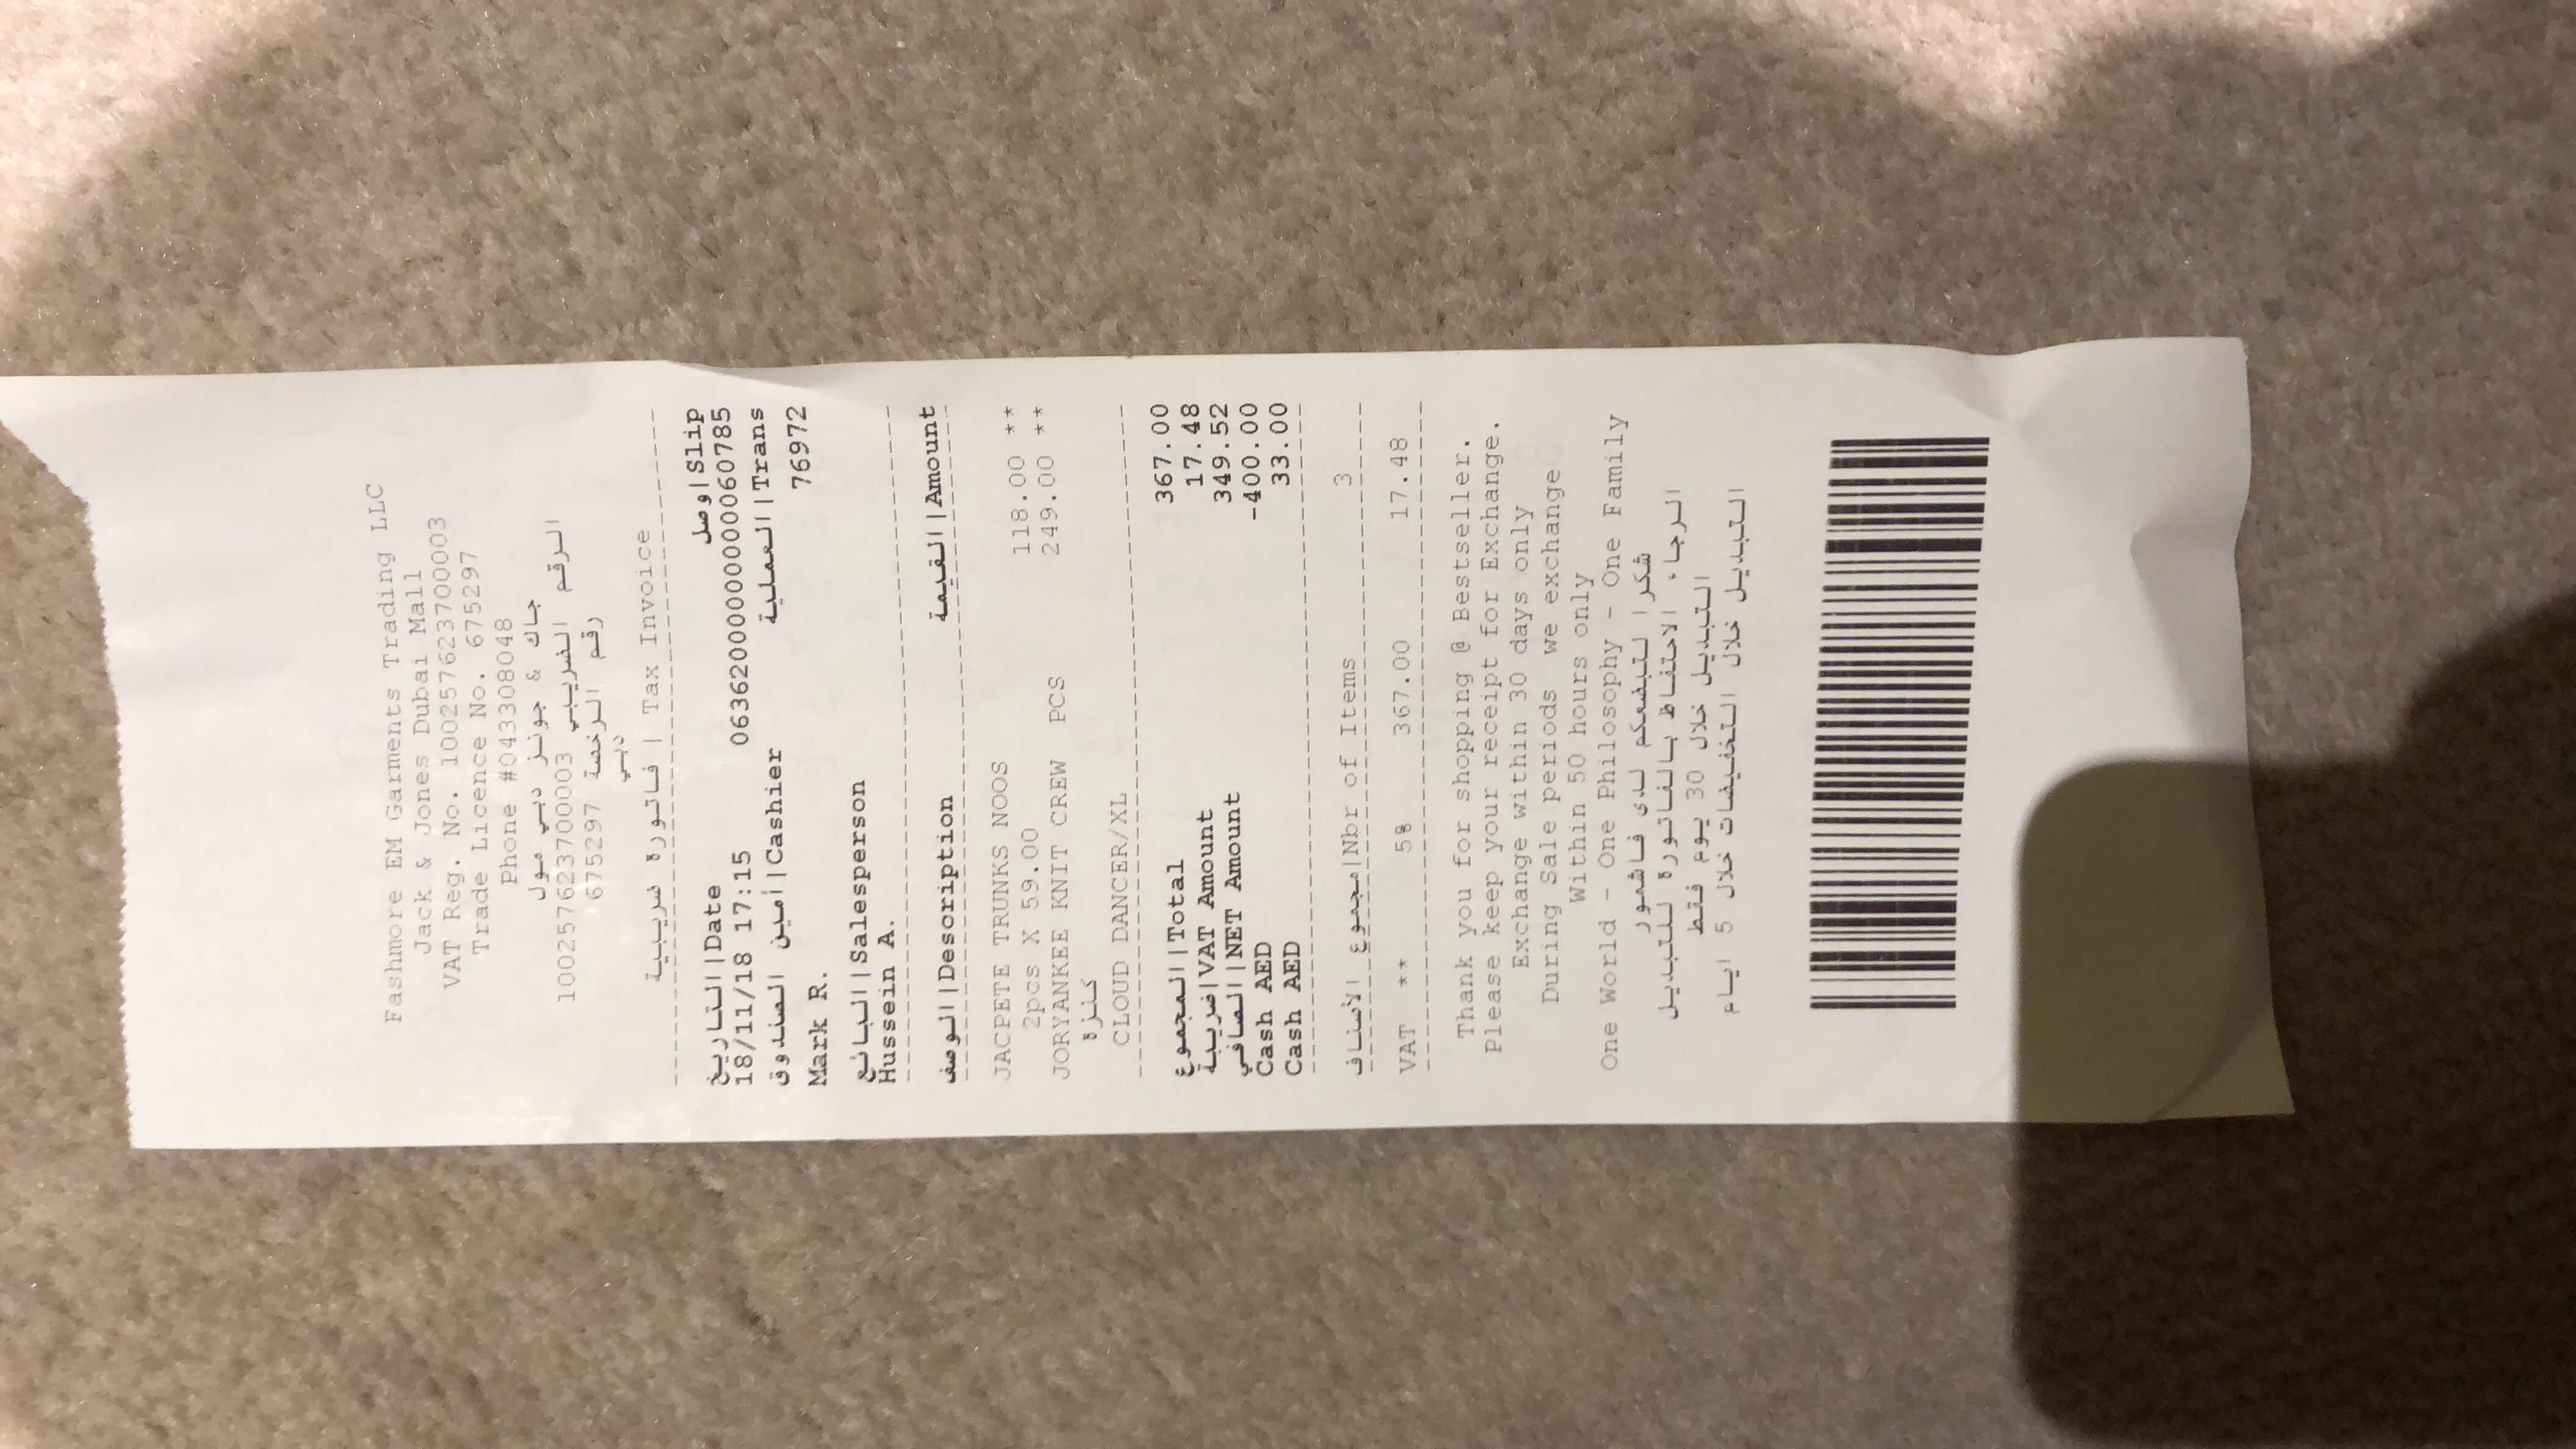 Fashmore EM Garments Trading LLC
Jack & Jones Dubai Mall
VAT Reg. No. 100257623700003
Trade Licence No. 675297
Phone #043308048
جاك & جونز دبي مول
الرقم الضريبي 100257623700003
رقم الرخصة 675297
دبي
فاتورة ضريبية | Tax Invoice
التاريخ|Date وصل|Slip
18/11/18 17:15 06362000000000060785
أمين الصندوق|Cashier العملية|Trans
Mark R. 76972
البائع|Salesperson
Hussein A.
الوصف|Description القيمة|Amount
JACPETE TRUNKS NOOS
2pcs X 59.00 118.00 **
JORYANKEE KNIT CREW PCS 249.00 **
كنزة
CLOUD DANCER/XL
المجموع|Total 367.00
ضريبة|VAT Amount 17.48
الصافي|NET Amount 349.52
Cash AED -400.00
Cash AED 33.00
مجموع الأصناف|Nbr of Items 3
VAT ** 5% 367.00 17.48
Thank you for shopping @ Bestseller.
Please keep your receipt for Exchange.
Exchange within 30 days only
During Sale periods we exchange
Within 50 hours only
One World - One Philosophy - One Family
شكرا لتبضعكم لدى فاشمور
الرجاء الاحتفاظ بالفاتورة للتبديل
التبديل خلال 30 يوم فقط
التبديل خلال التخفيضات خلال 5 ايام